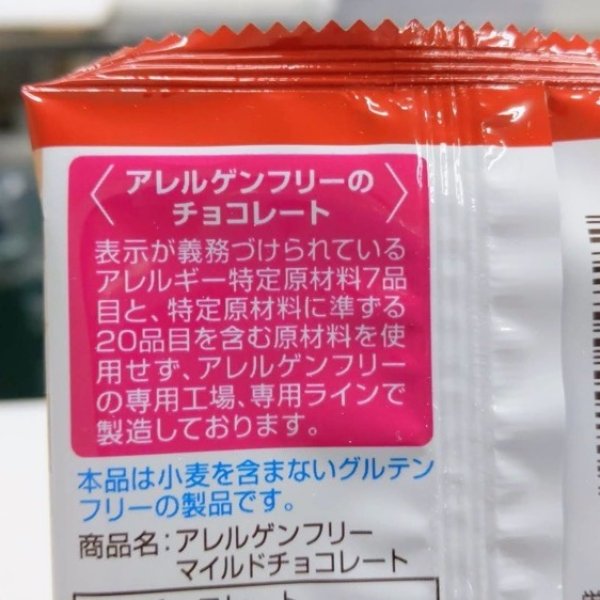 〈アレルゲンフリーの
チョコレート〉
表示が義務づけられている
アレルギー特定原材料7品
目と、特定原材料に準ずる
20品目を含む原材料を使
用せず、アレルゲンフリー
の専用工場、専用ラインで
製造しております。
本品は小麦を含まないグルテン
フリーの製品です。
商品名：アレルゲンフリー
マイルドチョコレート